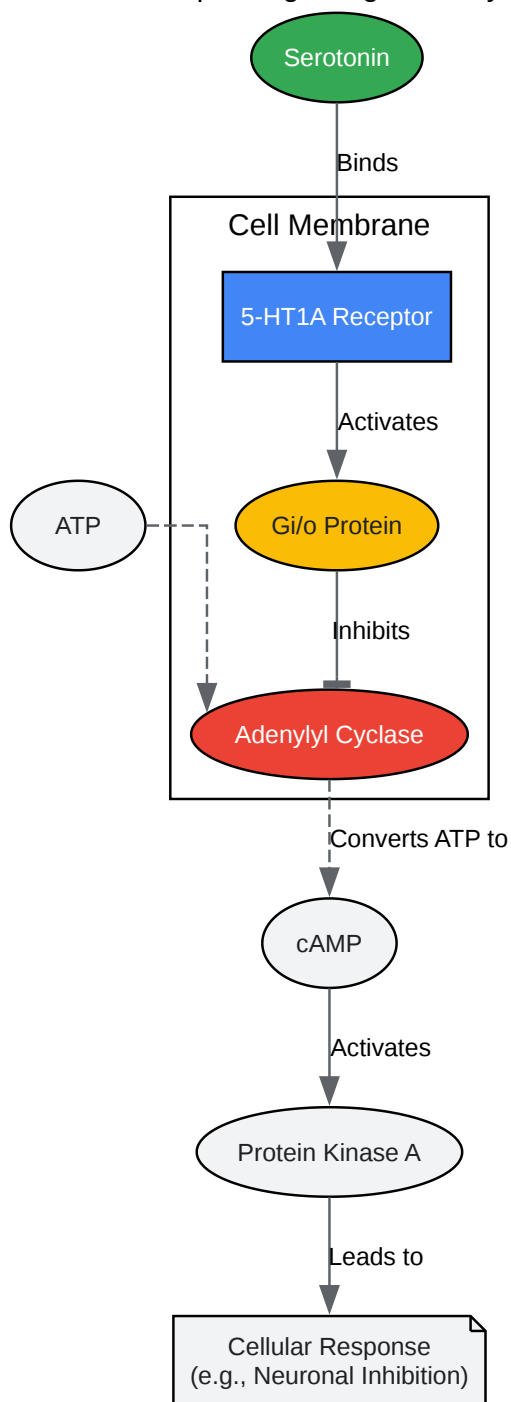 Serotonin
Binds
Cell Membrane
5-HT1A Receptor
Activates
ATP
Gi/o Protein
Inhibits
Adenylyl Cyclase
Converts ATP to
cAMP
Activates
Protein Kinase A
Leads to
Cellular Response
(e.g., Neuronal Inhibition)